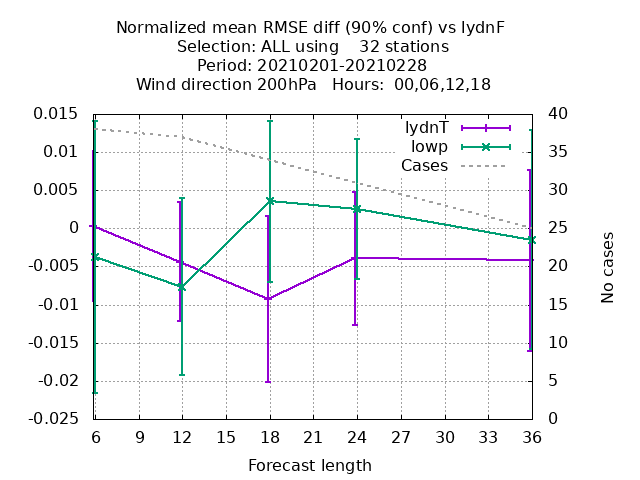 Normalized mean RMSE diff (90% conf) vs IydnF
Selection: ALL using    32 stations
Period: 20210201-20210228
Wind direction 200hPa   Hours:  00,06,12,18
IydnT
lowp
Cases
0.015
0.01
0.005
0
-0.005
-0.01
-0.015
-0.02
-0.025
40
35
30
25
20
15
10
5
0
No cases
6 9 12 15 18 21 24 27 30 33 36
Forecast length